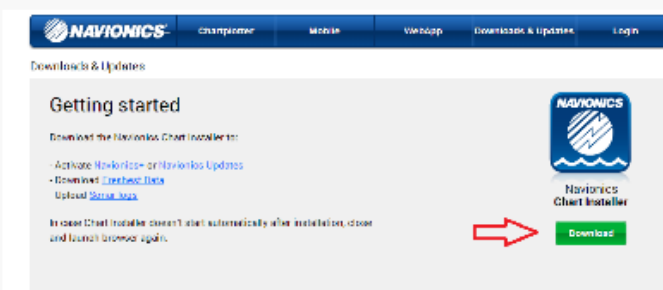 NAVIONICS Chartplotter Mobile WebApp Downloads & Updates Login
Downloads & Updates
Getting started
Download the Navionics Chart Installer to:
- Activate Navionics+ or Navionics Updates
- Download Freshest Data
- Upload Sonar logs
In case Chart Installer doesn't start automatically after installation, close
and launch browser again.
NAVIONICS
Navionics
Chart Installer
Download